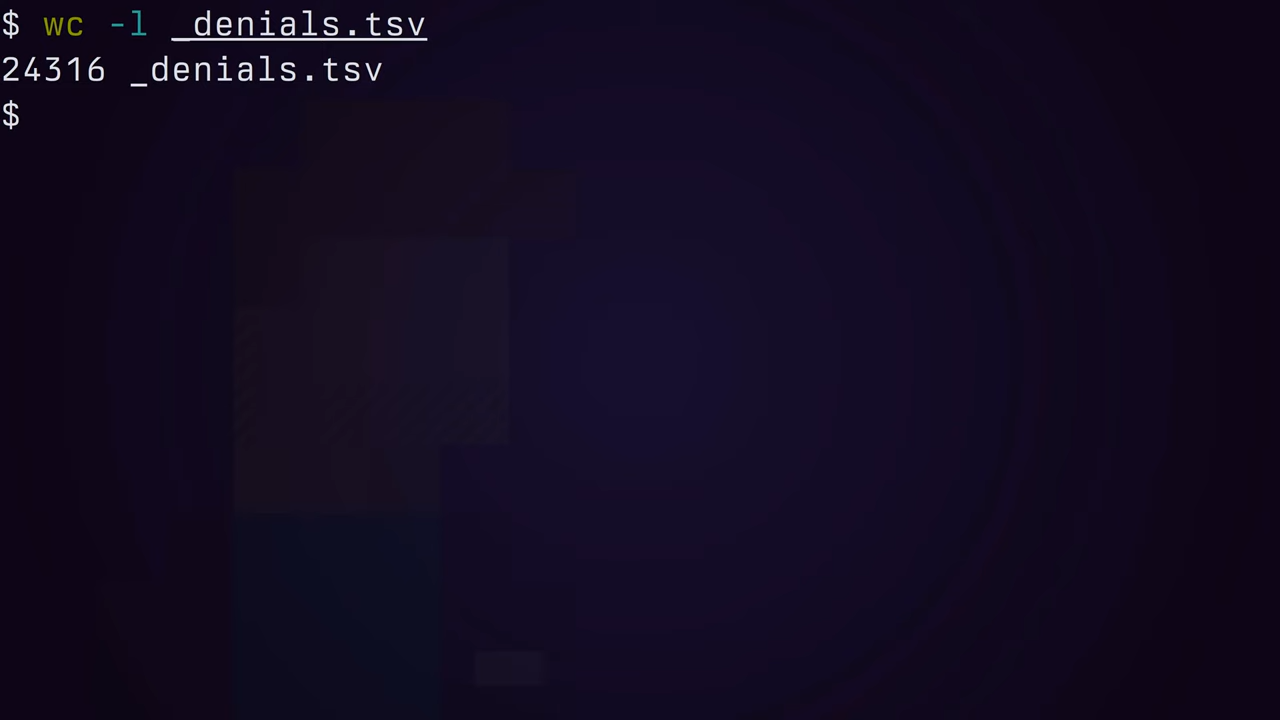 $ wc -l _denials.tsv
24316 _denials.tsv
$